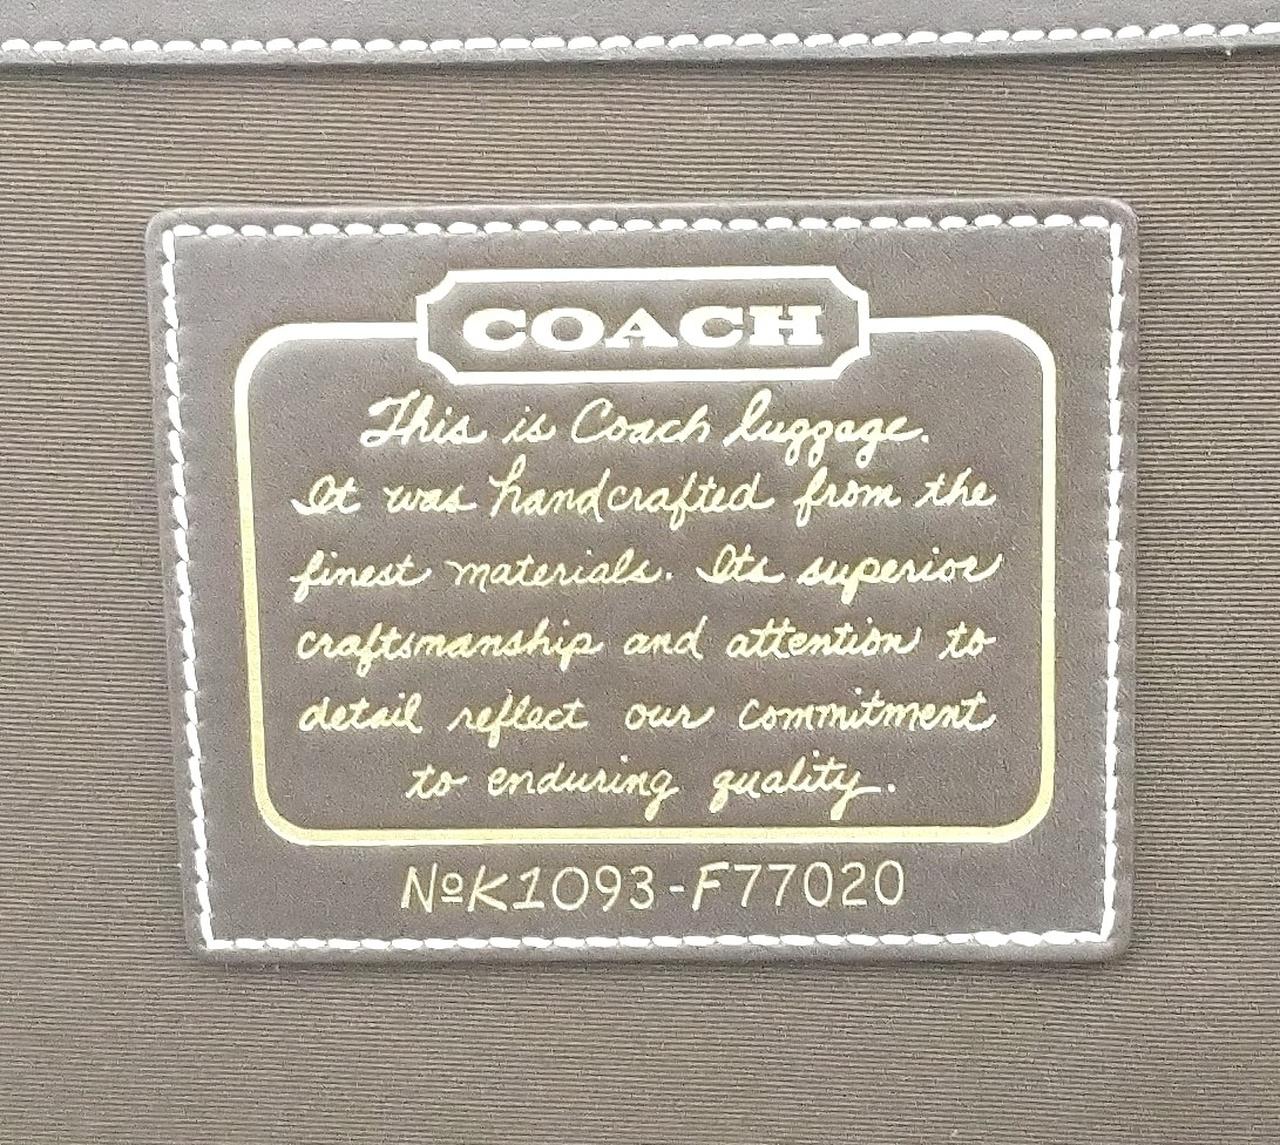 COACH
This is Coach luggage.
It was handcrafted from the
finest materials. Its superior
craftsmanship and attention to
detail reflect our commitment
to enduring quality.
NoK1093-F77020